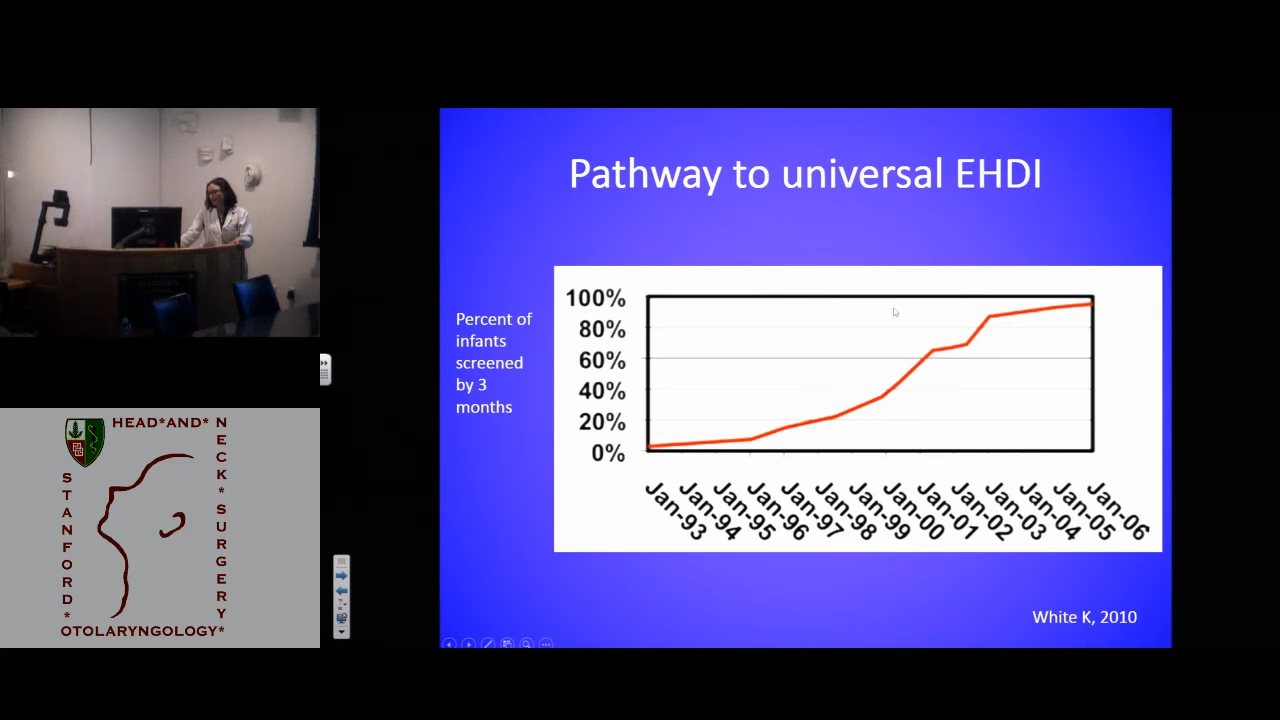 Pathway to universal EHDI
Percent of
infants
screened
by 3
months
100%
80%
60%
40%
20%
0%
Jan-93
Jan-94
Jan-95
Jan-96
Jan-97
Jan-98
Jan-99
Jan-00
Jan-01
Jan-02
Jan-03
Jan-04
Jan-05
Jan-06
White K, 2010
HEAD*AND*
NECK*SURGERY*
STANFORD*
OTOLARYNGOLOGY*